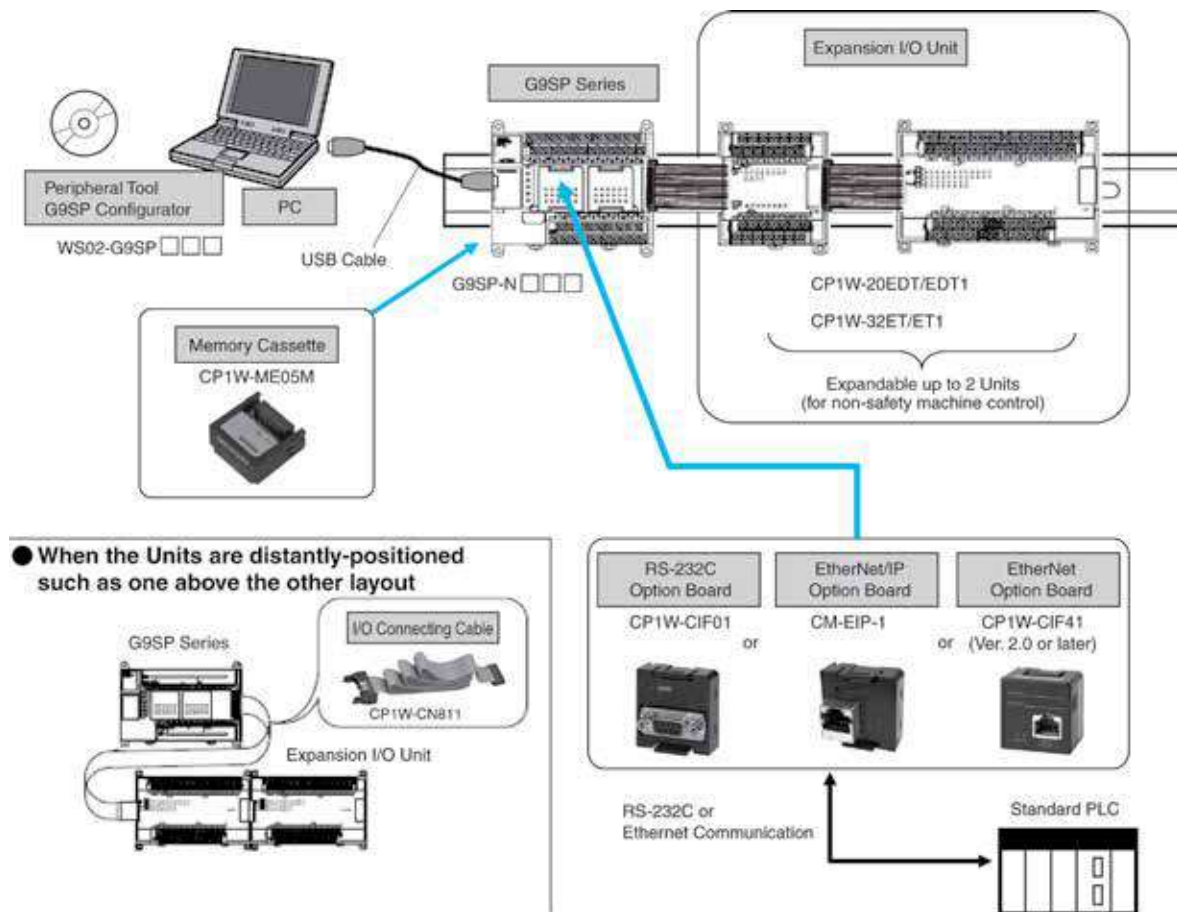 Expansion I/O Unit
G9SP Series
Peripheral Tool
G9SP Configurator
PC
WS02-G9SP □□□
USB Cable
G9SP-N □□□
CP1W-20EDT/EDT1
CP1W-32ET/ET1
Expandable up to 2 Units
(for non-safety machine control)
Memory Cassette
CP1W-ME05M
● When the Units are distantly-positioned
such as one above the other layout
G9SP Series
I/O Connecting Cable
CP1W-CN811
Expansion I/O Unit
RS-232C
Option Board
CP1W-CIF01
or
EtherNet/IP
Option Board
CM-EIP-1
or
EtherNet
Option Board
CP1W-CIF41
(Ver. 2.0 or later)
RS-232C or
Ethernet Communication
Standard PLC